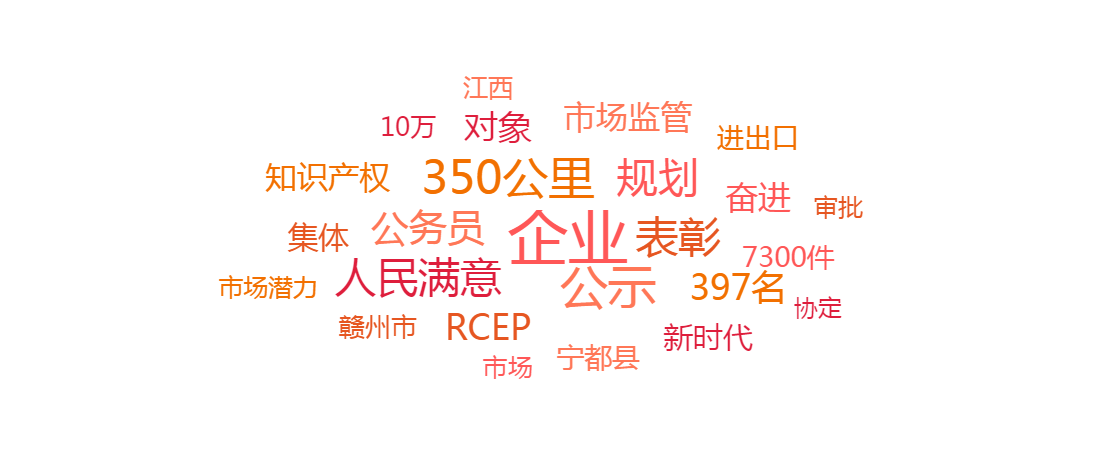 江西
10万
对象
市场监管
进出口
知识产权
350公里
规划
奋进
审批
集体
公务员
企业
表彰
7300件
市场潜力
人民满意
公示
397名
协定
赣州市
RCEP
新时代
市场
宁都县